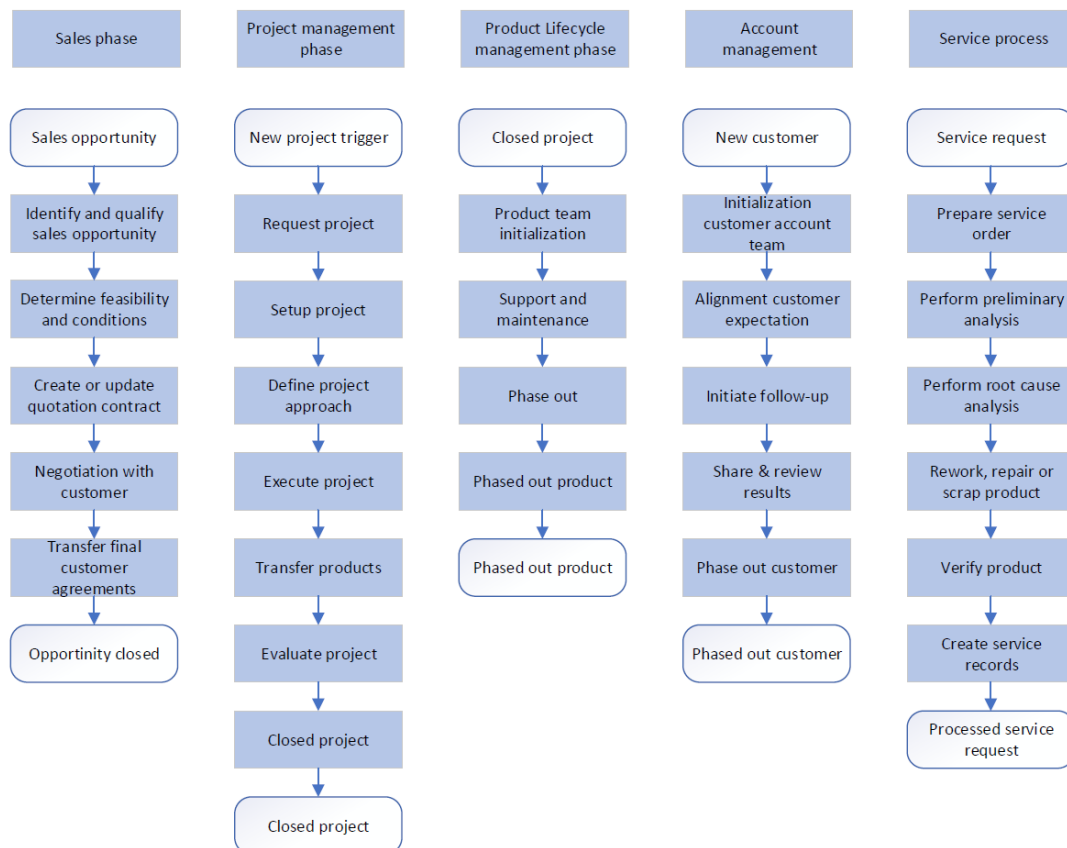 Sales phase
Project management
phase
Product Lifecycle
management phase
Account
management
Service process
Sales opportunity
Identify and qualify
sales opportunity
Determine feasibility
and conditions
Create or update
quotation contract
Negotiation with
customer
Transfer final
customer
agreements
Opportinity closed
New project trigger
Request project
Setup project
Define project
approach
Execute project
Transfer products
Evaluate project
Closed project
Closed project
Closed project
Product team
initialization
Support and
maintenance
Phase out
Phased out product
Phased out product
New customer
Initialization
customer account
team
Alignment customer
expectation
Initiate follow-up
Share & review
results
Phase out customer
Phased out customer
Service request
Prepare service
order
Perform preliminary
analysis
Perform root cause
analysis
Rework, repair or
scrap product
Verify product
Create service
records
Processed service
request